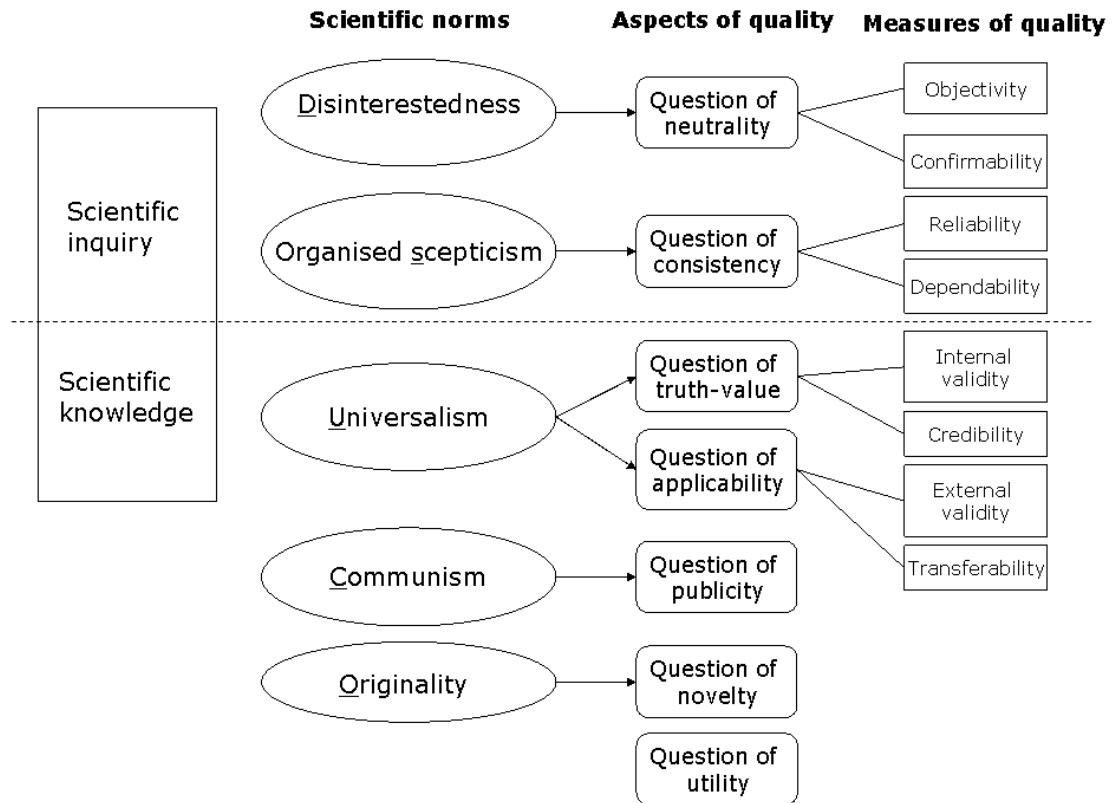 Scientific norms
Aspects of quality
Measures of quality
Scientific
inquiry
Disinterestedness
Question of
neutrality
Objectivity
Confirmability
Organised scepticism
Question of
consistency
Reliability
Dependability
Scientific
knowledge
Universalism
Question of
truth-value
Internal
validity
Credibility
Question of
applicability
External
validity
Transferability
Communism
Question of
publicity
Originality
Question of
novelty
Question of
utility